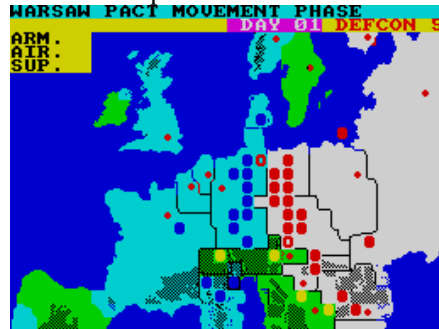 WARSAW PACT MOVEMENT PHASE
DAY 01 DEFCON 5
ARM.
AIR.
SUP.